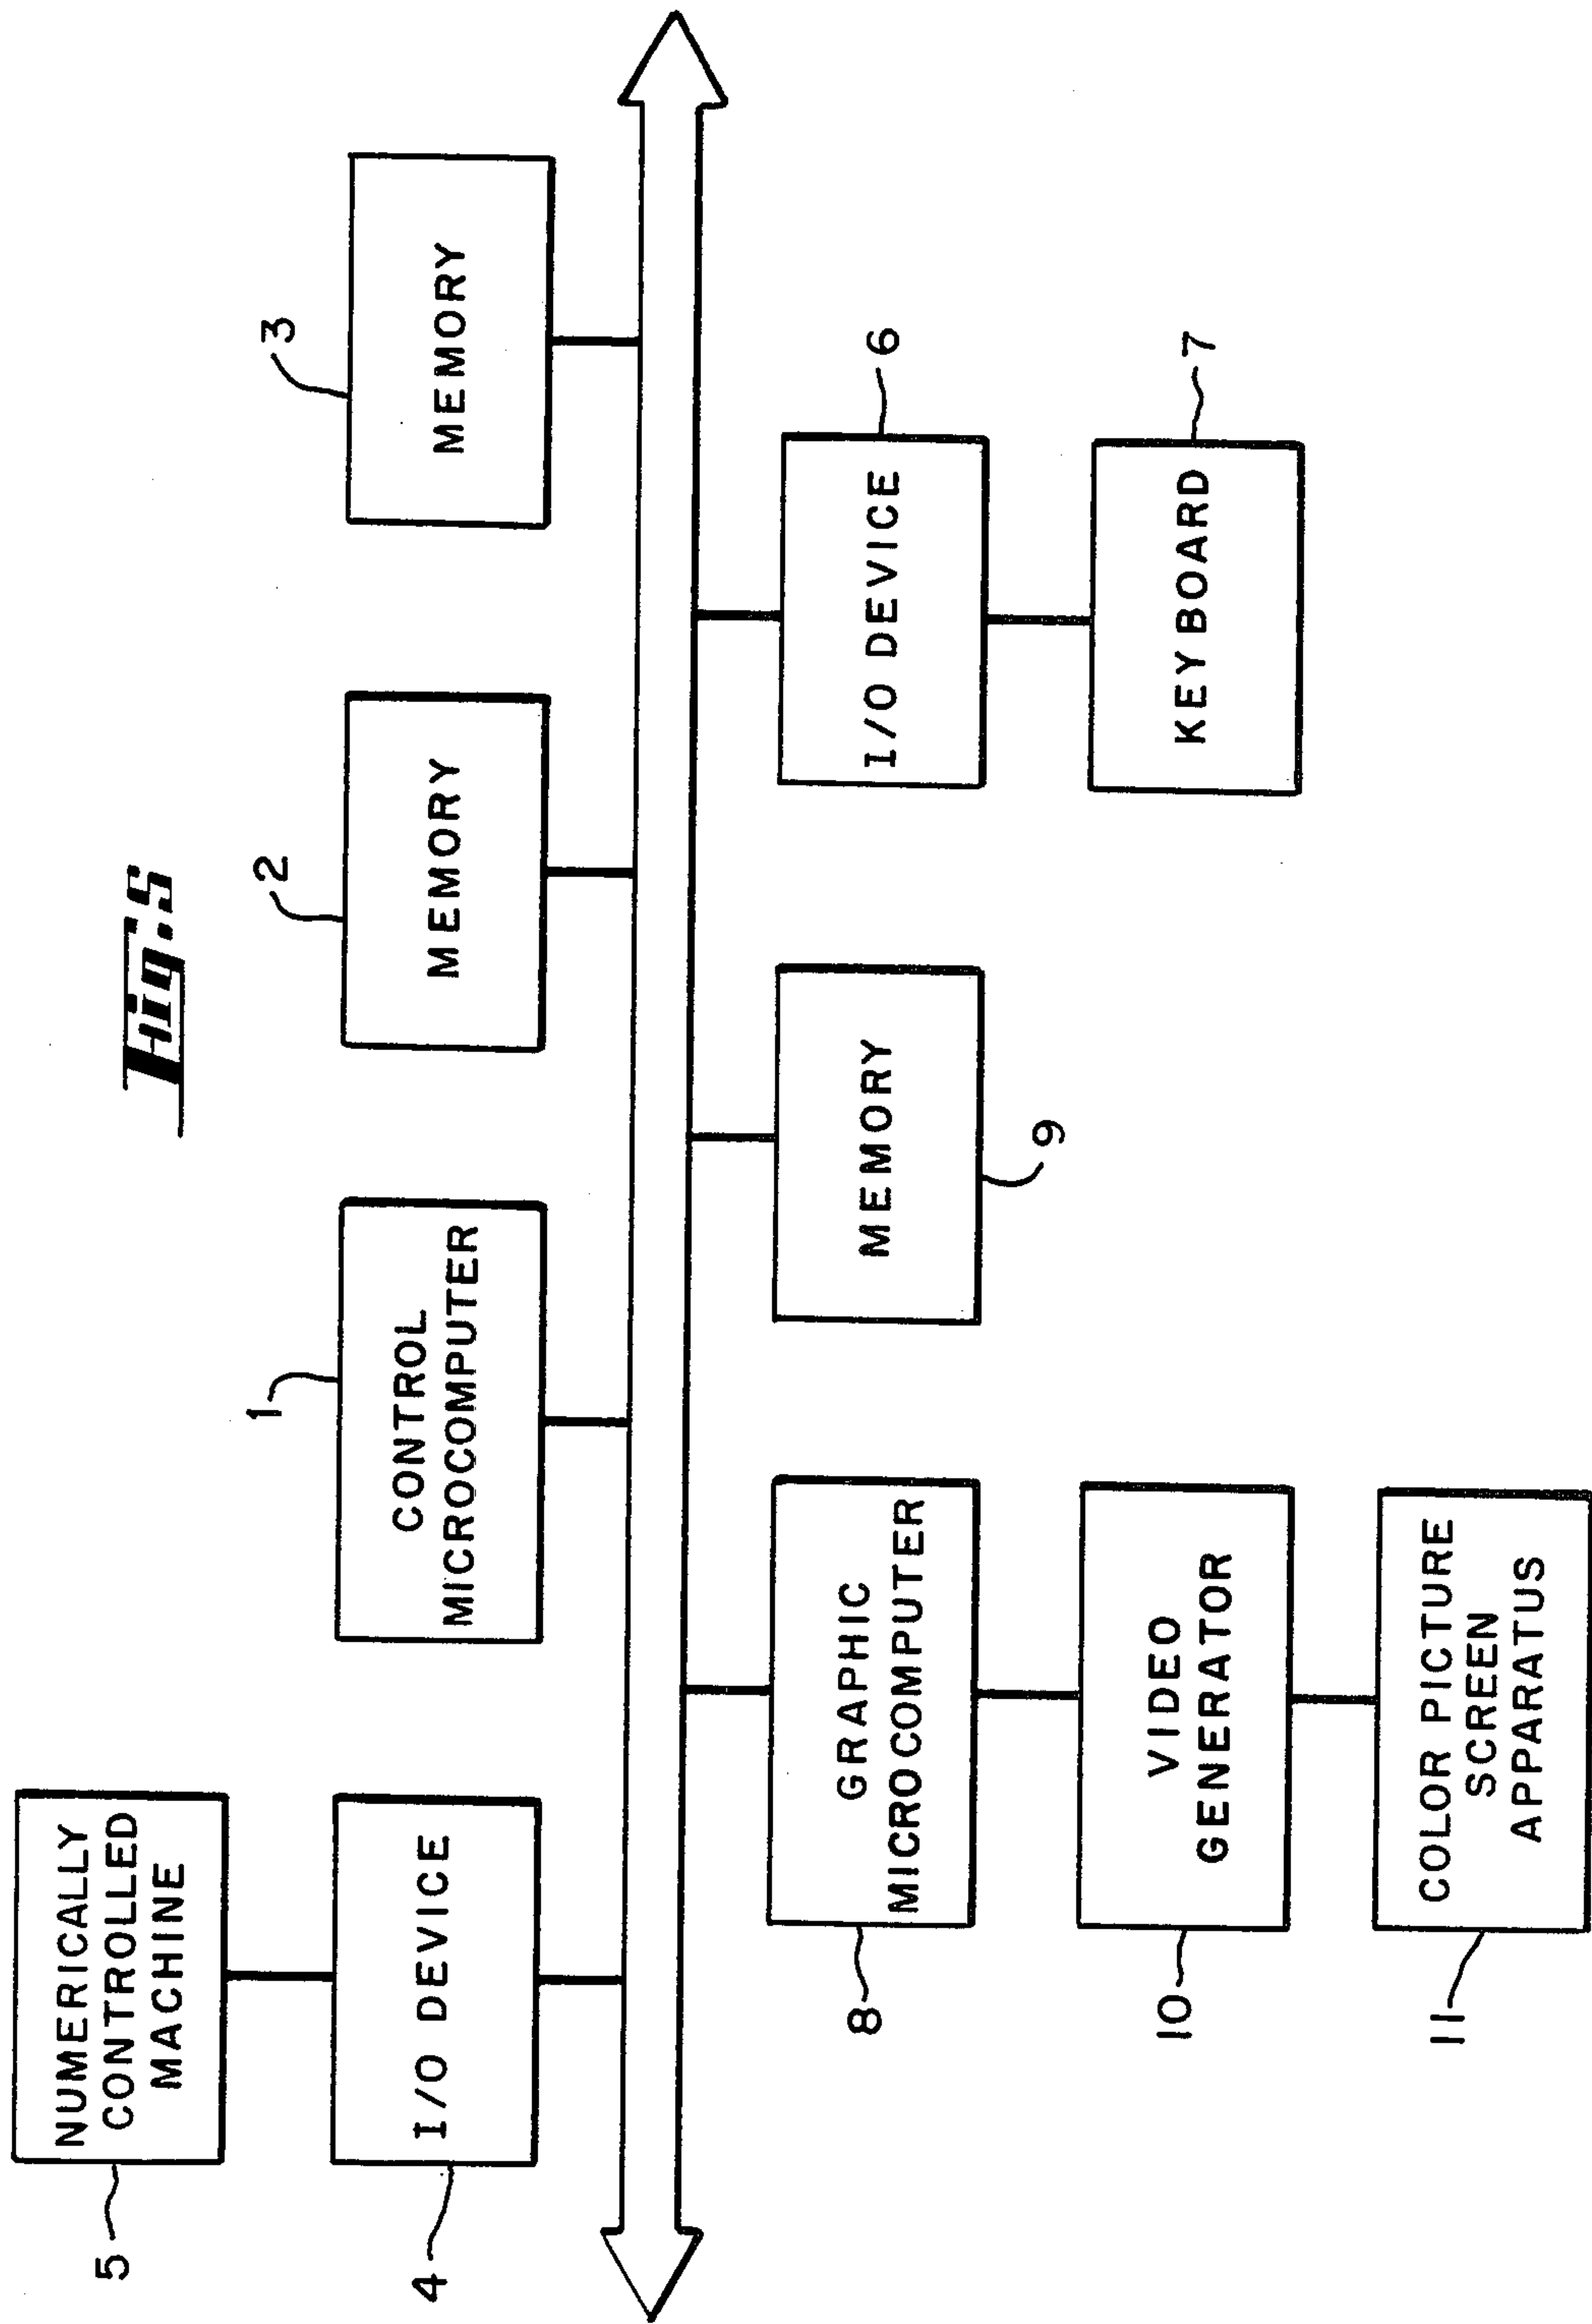 Fig. 5
NUMERICALLY
CONTROLLED
MACHINE
5
I/O DEVICE
4
CONTROL
MICROCOMPUTER
1
MEMORY
2
MEMORY
3
GRAPHIC
MICROCOMPUTER
8
VIDEO
GENERATOR
10
COLOR PICTURE
SCREEN
APPARATUS
11
MEMORY
9
I/O DEVICE
6
KEYBOARD
7